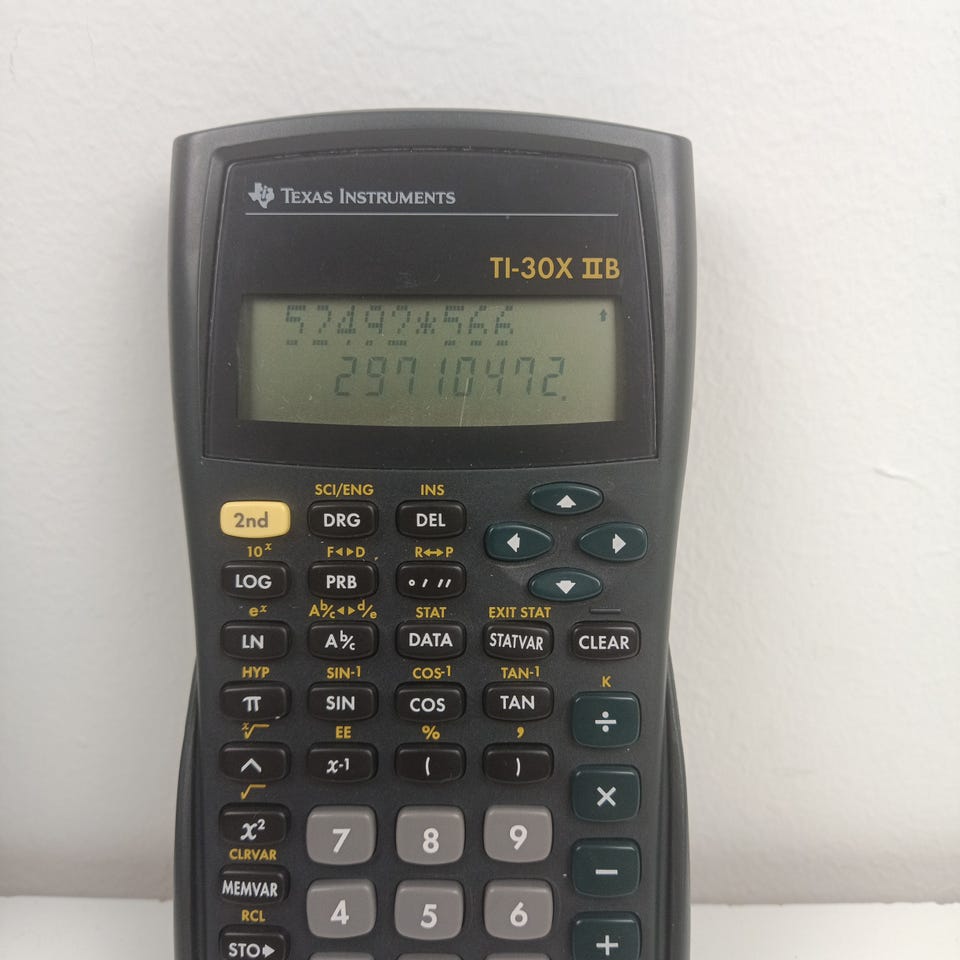 TEXAS INSTRUMENTS
TI-30X IIB
52492*566
29710472.
SCI/ENG INS
2nd DRG DEL
10ˣ F◄►D R↔P
LOG PRB ° ′ ″
eˣ Ab/c◄►d/e STAT EXIT STAT
LN Ab/c DATA STATVAR CLEAR
HYP SIN-1 COS-1 TAN-1 K
π SIN COS TAN ÷
ˣ√ EE % ,
^ x-1 ( ) ×
√
x² 7 8 9 −
CLRVAR
MEMVAR 4 5 6
RCL
STO► +